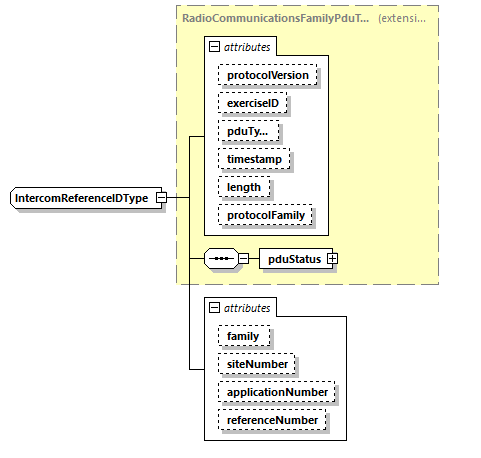 RadioCommunicationsFamilyPduT... (extensi...
attributes
protocolVersion
exerciseID
pduTy...
timestamp
length
protocolFamily
IntercomReferenceIDType
pduStatus
attributes
family
siteNumber
applicationNumber
referenceNumber